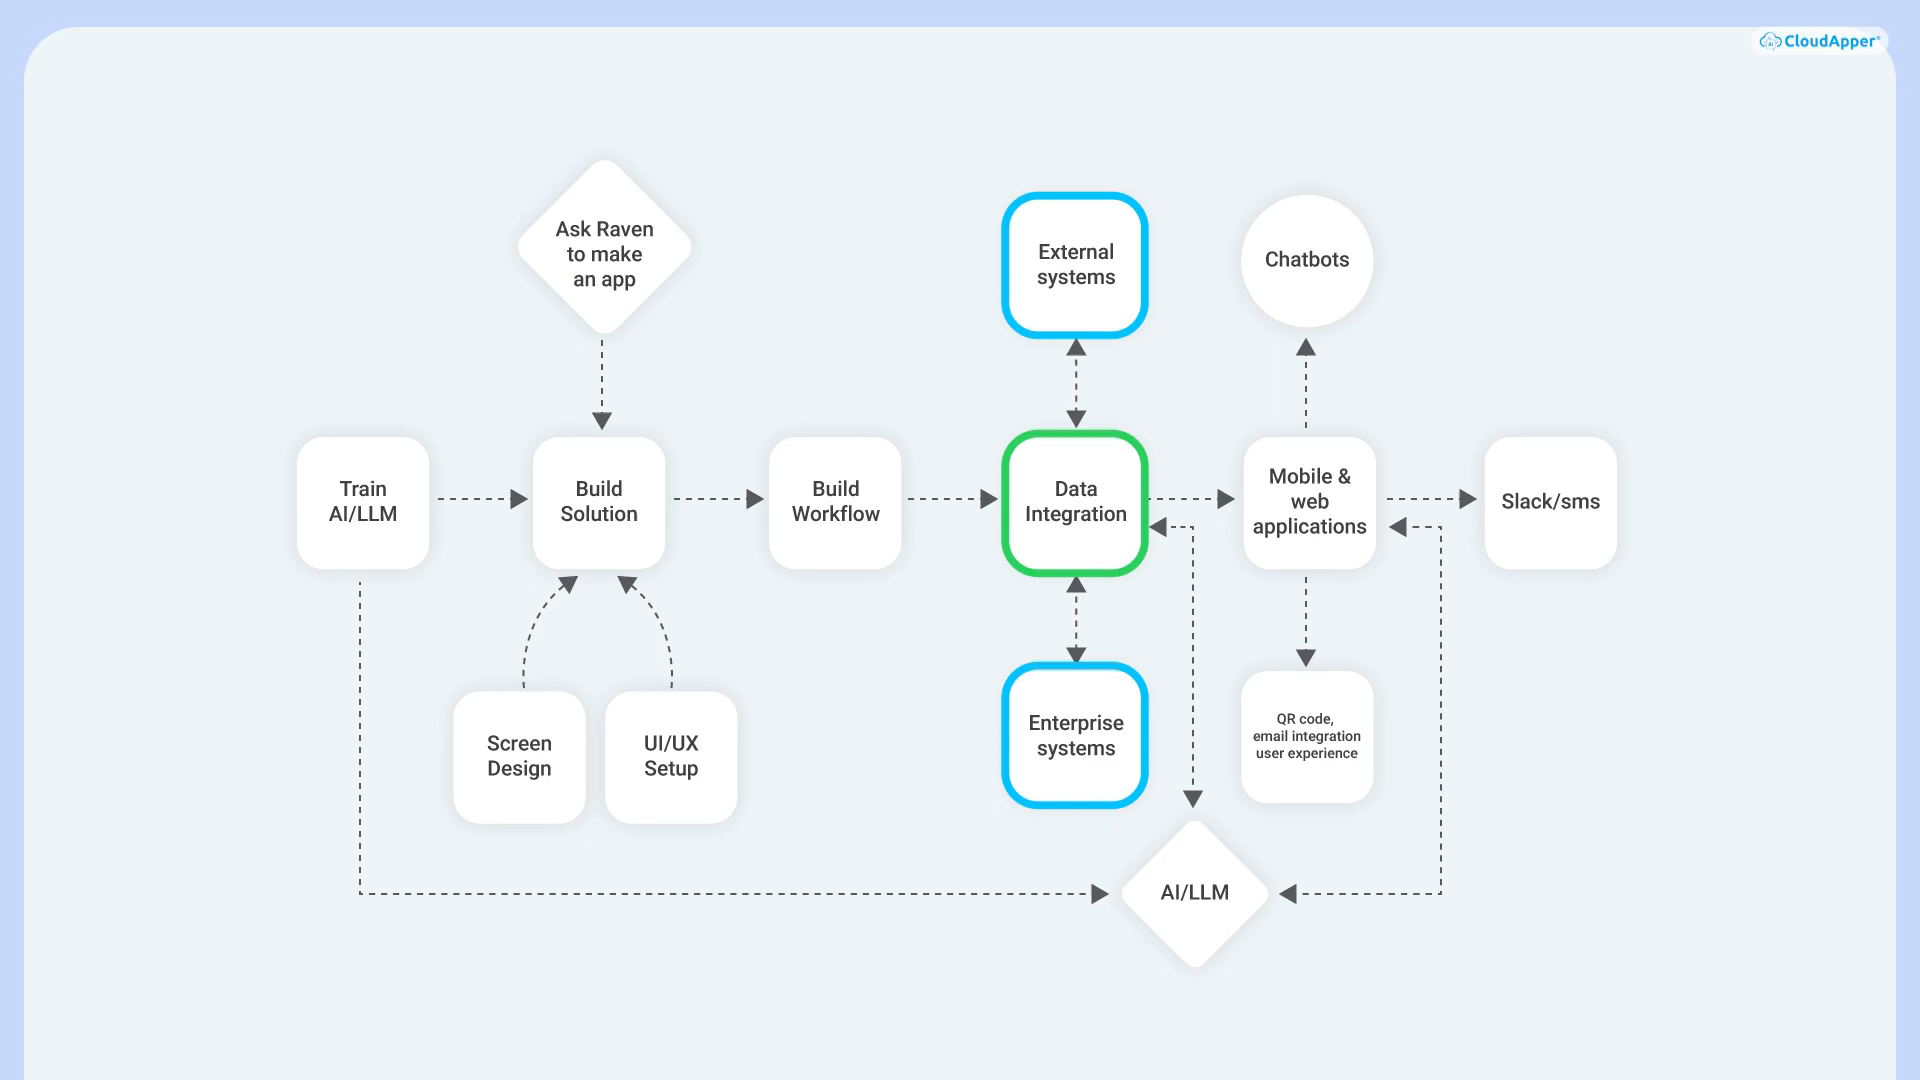 CloudApper®
Ask Raven
to make
an app
External
systems
Chatbots
Train
AI/LLM
Build
Solution
Build
Workflow
Data
Integration
Mobile &
web
applications
Slack/sms
Screen
Design
UI/UX
Setup
Enterprise
systems
QR code,
email integration
user experience
AI/LLM